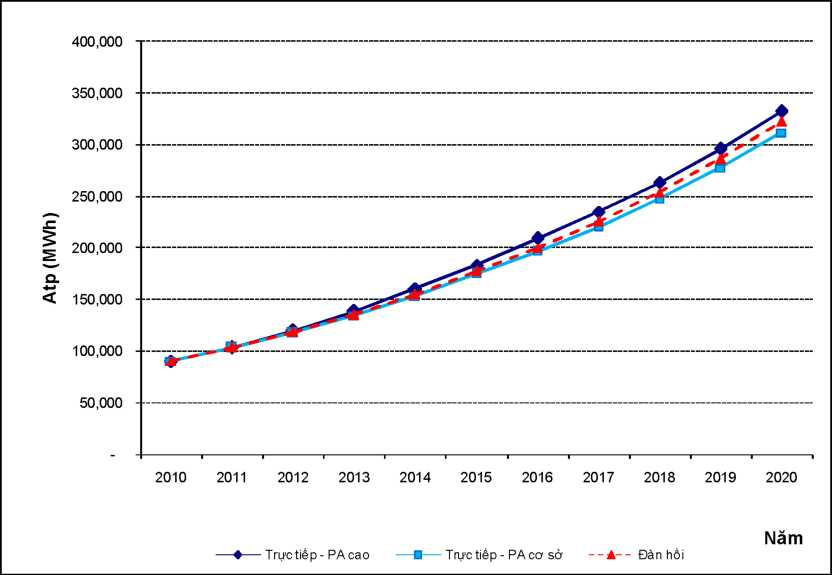 400,000
350,000
300,000
250,000
200,000
150,000
100,000
50,000
-
Atp (MWh)
2010 2011 2012 2013 2014 2015 2016 2017 2018 2019 2020
Năm
Trực tiếp - PA cao Trực tiếp - PA cơ sở Đàn hồi